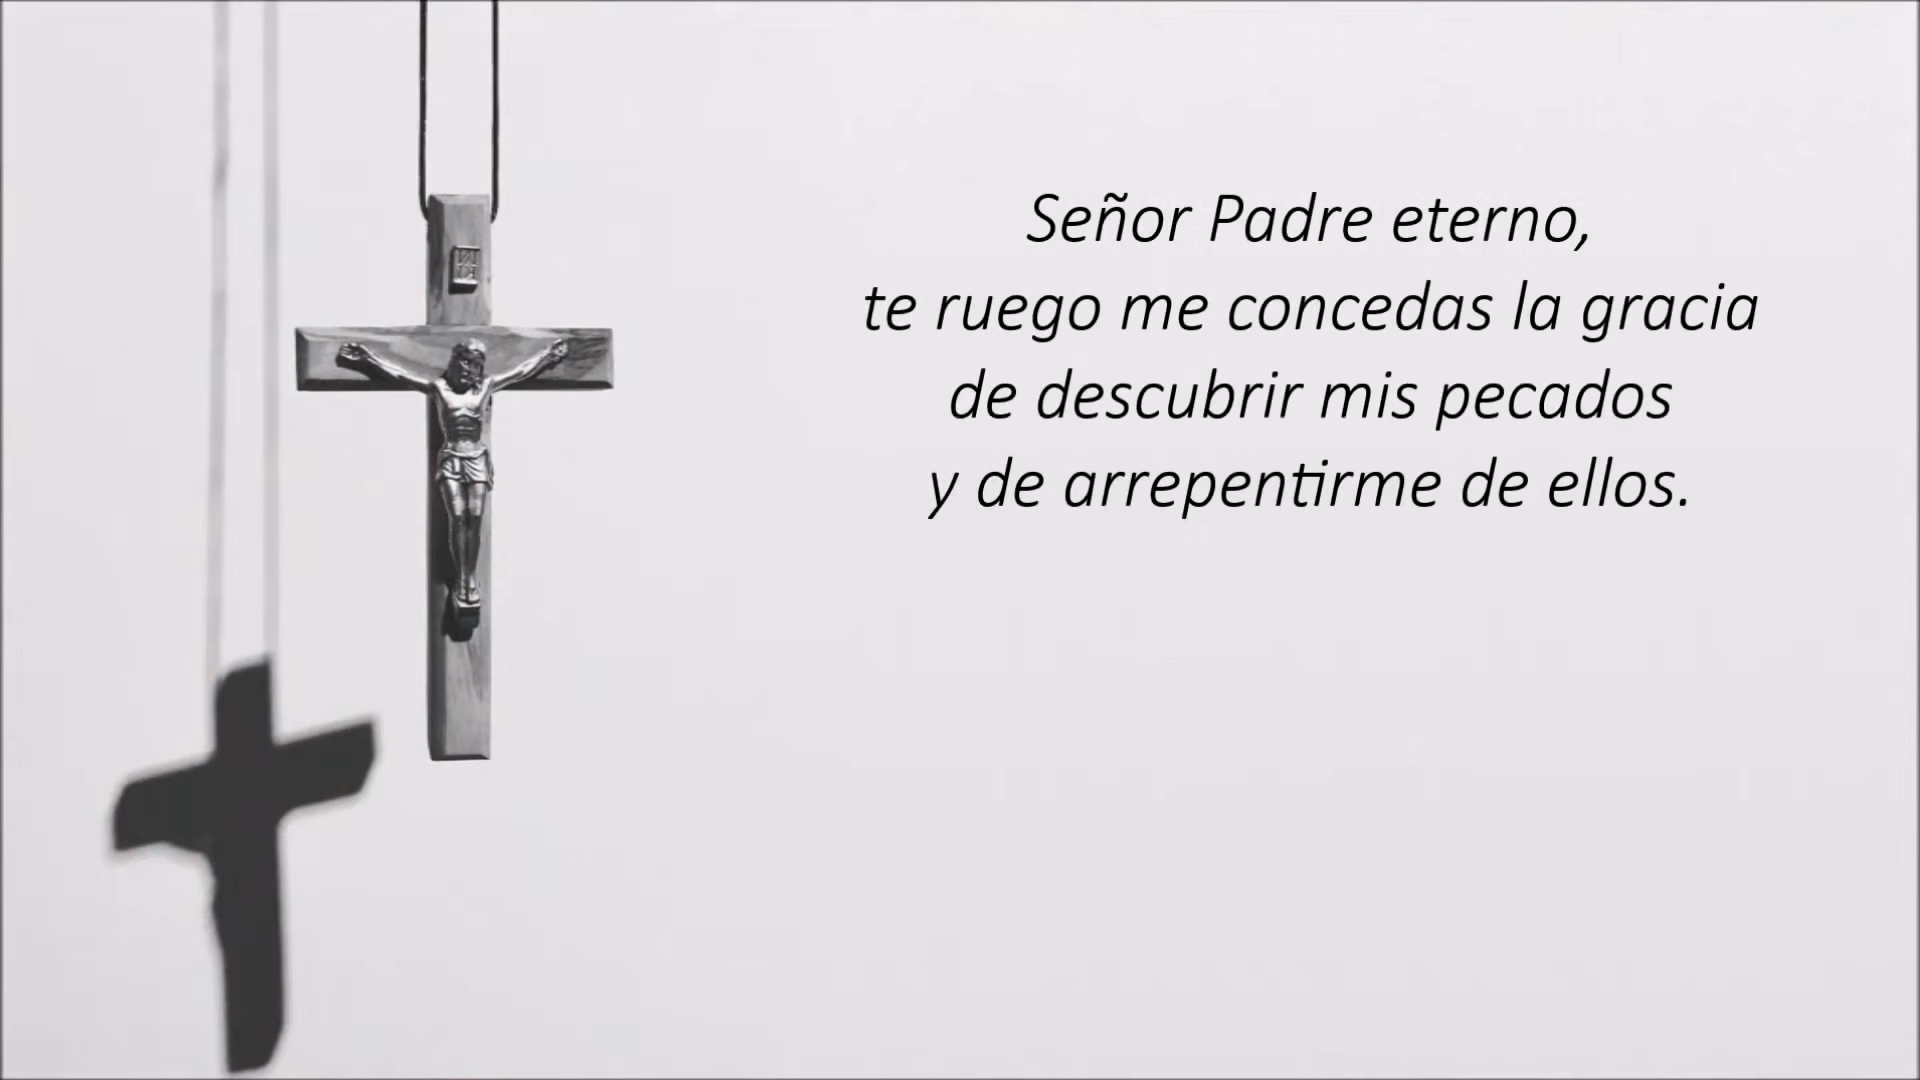 Señor Padre eterno,
te ruego me concedas la gracia
de descubrir mis pecados
y de arrepentirme de ellos.